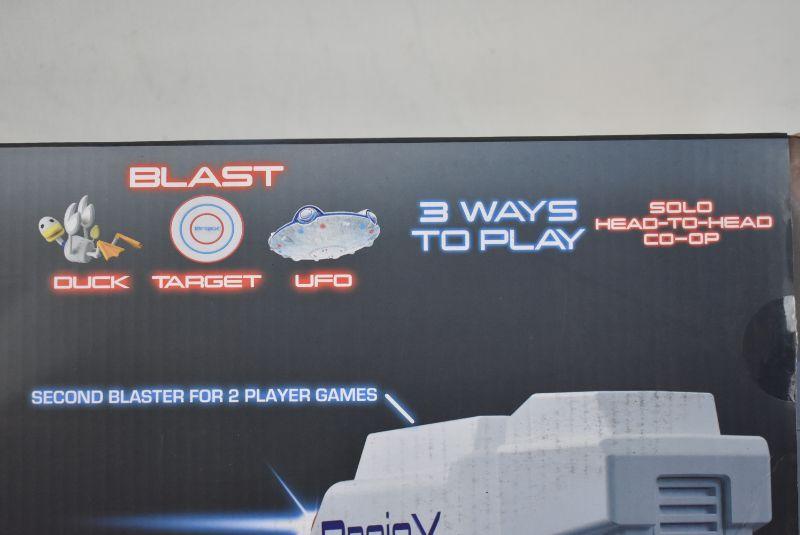 BLAST
DUCK TARGET UFO
3 WAYS
TO PLAY
SOLO
HEAD-TO-HEAD
CO-OP
SECOND BLASTER FOR 2 PLAYER GAMES